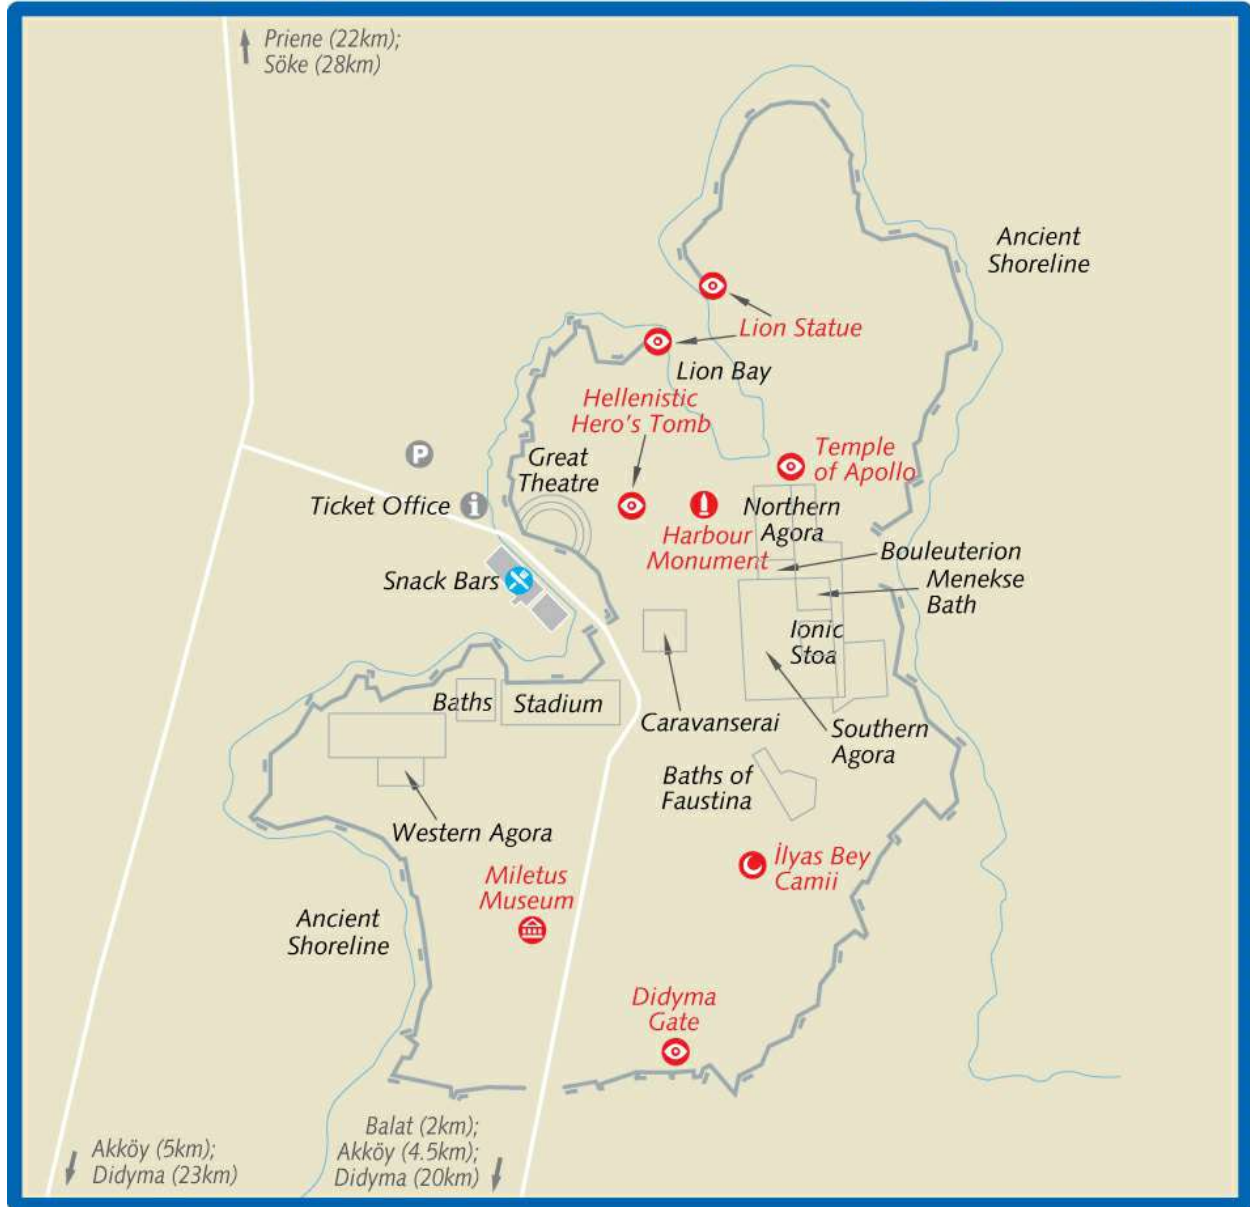 Priene (22km);
Söke (28km)
Ancient
Shoreline
Lion Statue
Lion Bay
Hellenistic
Hero's Tomb
Temple
of Apollo
Great
Theatre
P
Ticket Office
i
Northern
Agora
Harbour
Monument
Bouleuterion
Snack Bars
Menekse
Bath
Ionic
Stoa
Baths
Stadium
Caravanserai
Southern
Agora
Baths of
Faustina
Western Agora
İlyas Bey
Camii
Miletus
Museum
Ancient
Shoreline
Didyma
Gate
Balat (2km);
Akköy (4.5km);
Didyma (20km)
Akköy (5km);
Didyma (23km)